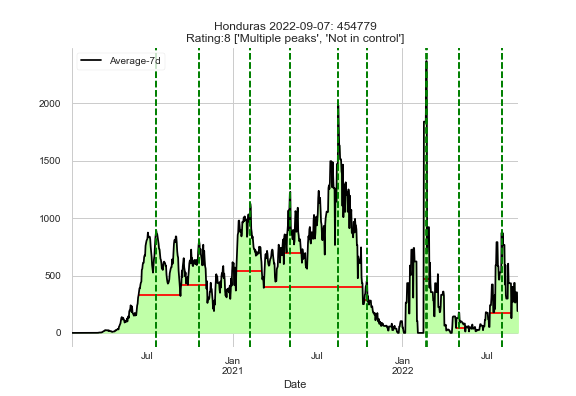 Honduras 2022-09-07: 454779
Rating:8 ['Multiple peaks', 'Not in control']
Average-7d
2000
1500
1000
500
0
Jul
Jan
2021
Jul
Jan
2022
Jul
Date